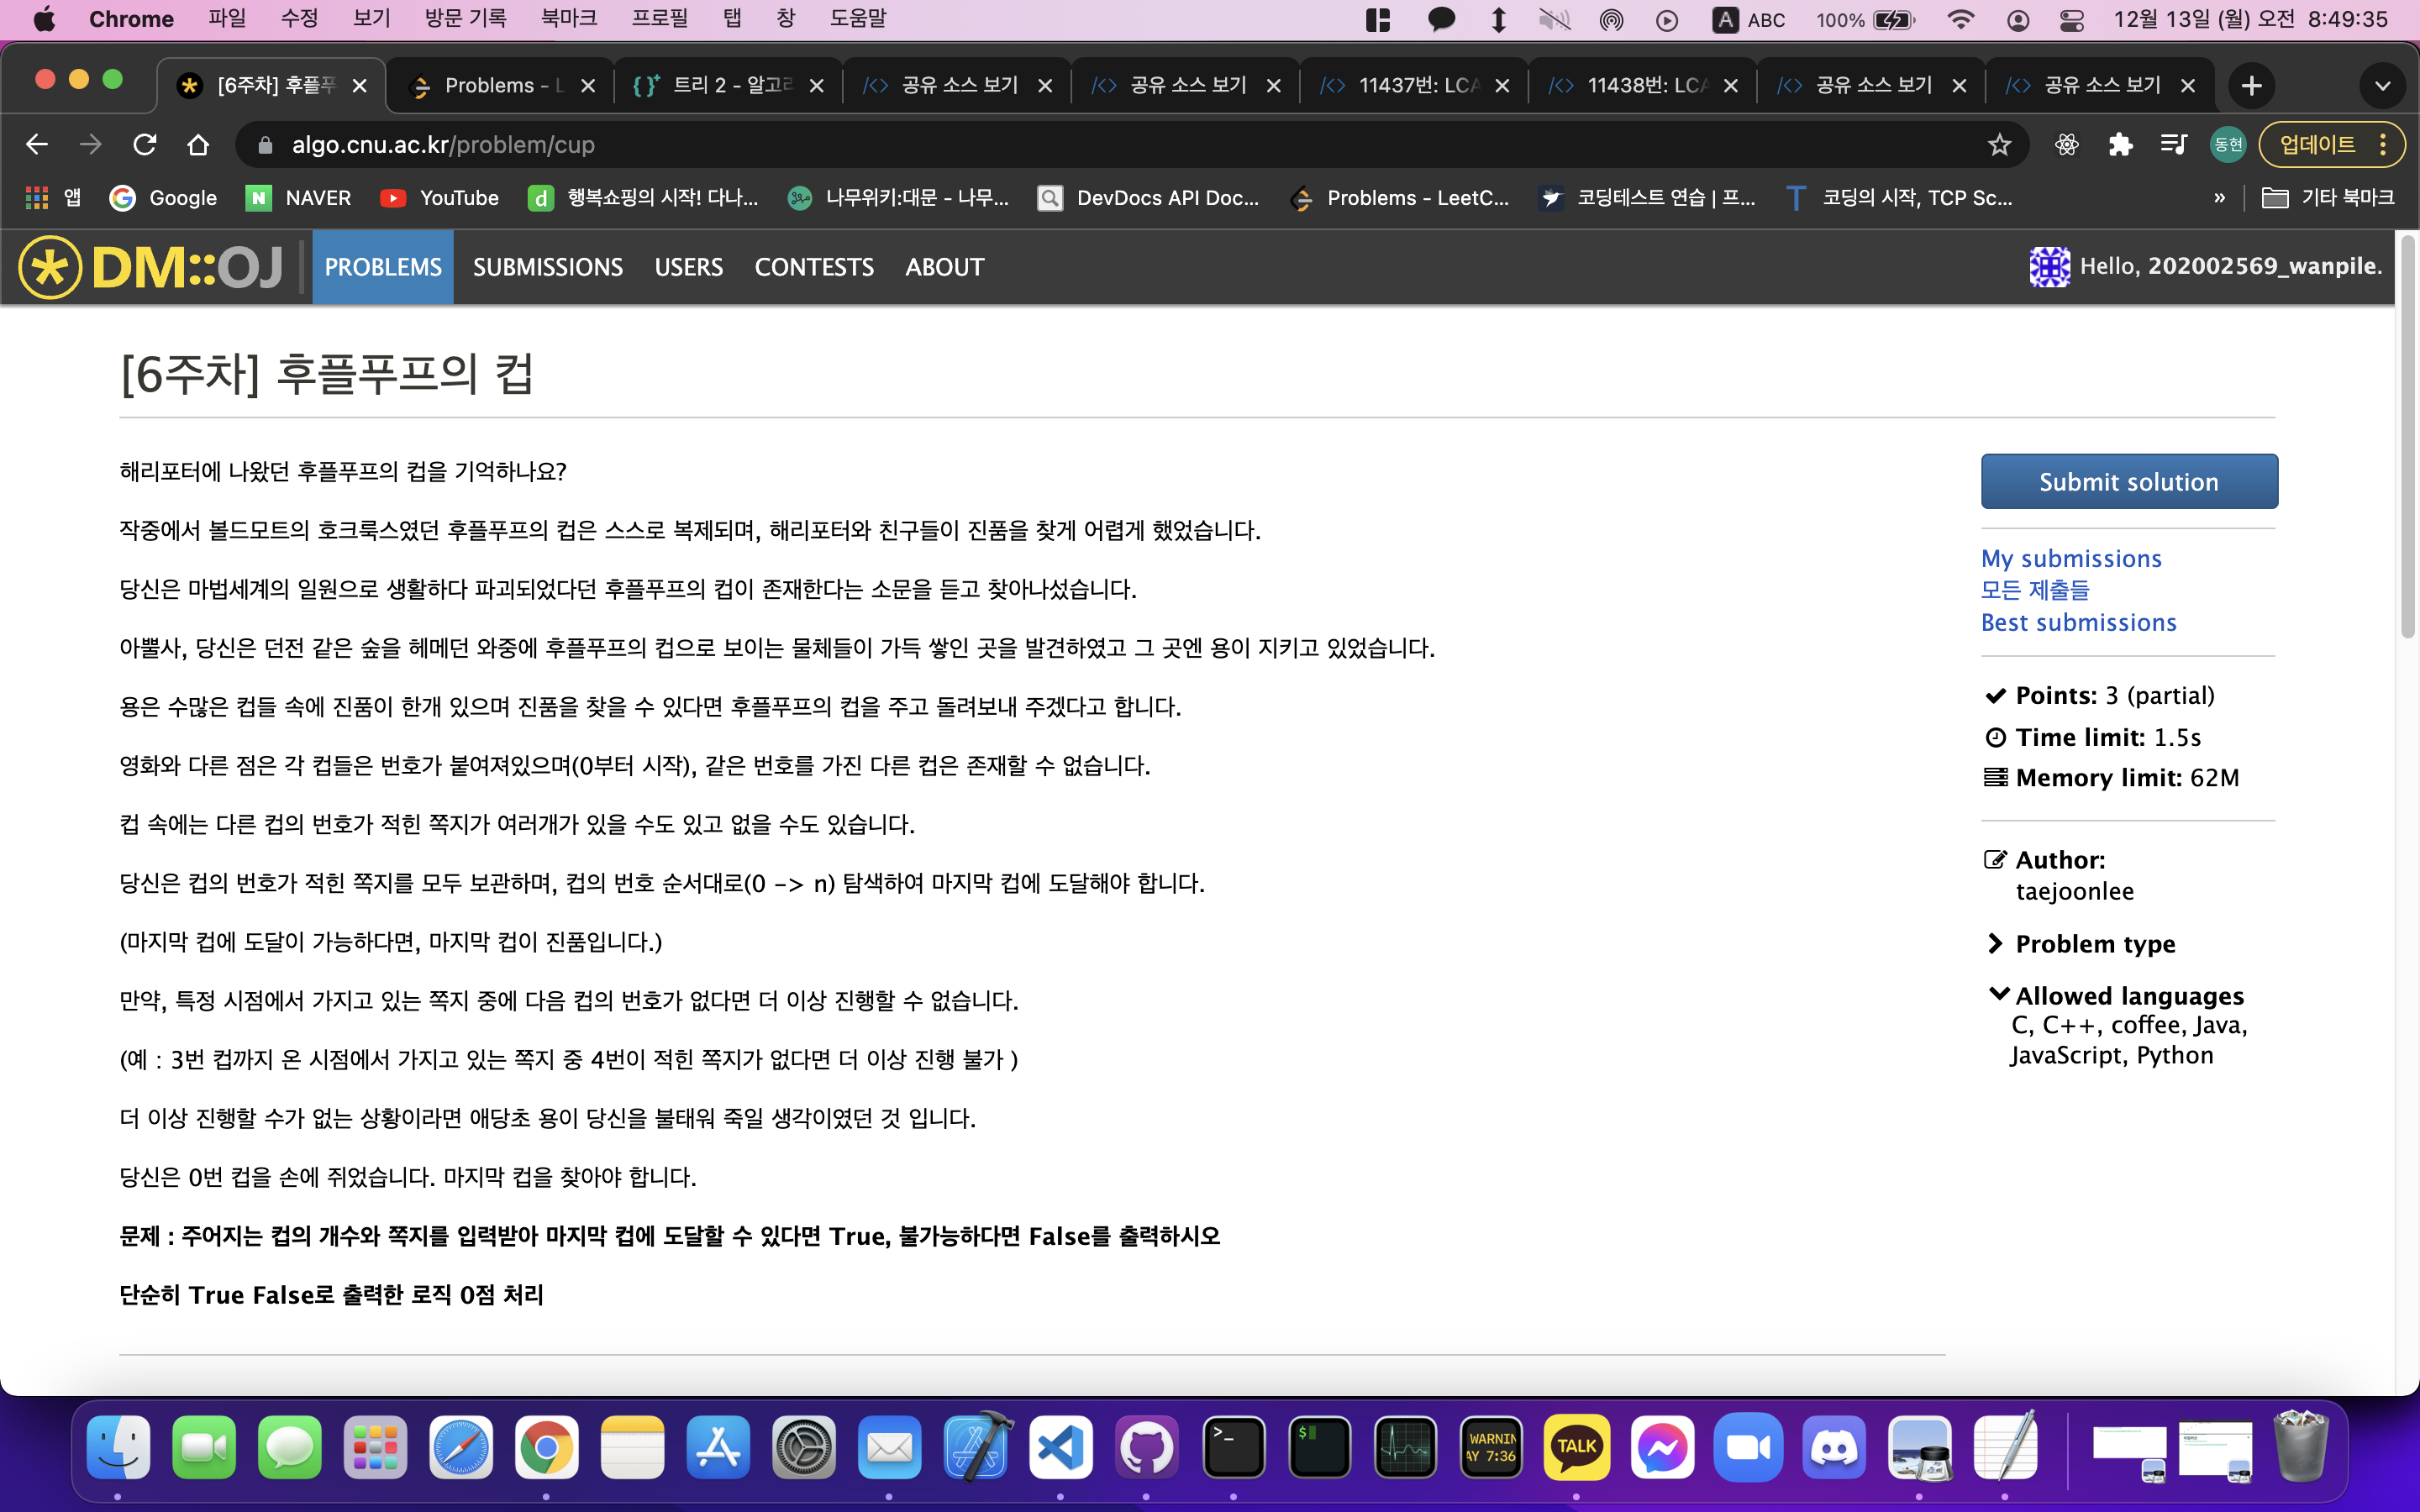 Chrome 파일 수정 보기 방문 기록 북마크 프로필 탭 창 도움말 A ABC 100% 12월 13일 (월) 오전 8:49:35
[6주차] 후플푸 Problems - L 트리 2 - 알고리 공유 소스 보기 공유 소스 보기 11437번: LCA 11438번: LCA 공유 소스 보기 공유 소스 보기
algo.cnu.ac.kr/problem/cup 동현 업데이트
앱 Google NAVER YouTube 행복쇼핑의 시작! 다나... 나무위키:대문 - 나무... DevDocs API Doc... Problems - LeetC... 코딩테스트 연습 | 프... 코딩의 시작, TCP Sc... » 기타 북마크
DM::OJ PROBLEMS SUBMISSIONS USERS CONTESTS ABOUT Hello, 202002569_wanpile.
[6주차] 후플푸프의 컵
해리포터에 나왔던 후플푸프의 컵을 기억하나요?
작중에서 볼드모트의 호크룩스였던 후플푸프의 컵은 스스로 복제되며, 해리포터와 친구들이 진품을 찾게 어렵게 했었습니다.
당신은 마법세계의 일원으로 생활하다 파괴되었다던 후플푸프의 컵이 존재한다는 소문을 듣고 찾아나섰습니다.
아뿔사, 당신은 던전 같은 숲을 헤메던 와중에 후플푸프의 컵으로 보이는 물체들이 가득 쌓인 곳을 발견하였고 그 곳엔 용이 지키고 있었습니다.
용은 수많은 컵들 속에 진품이 한개 있으며 진품을 찾을 수 있다면 후플푸프의 컵을 주고 돌려보내 주겠다고 합니다.
영화와 다른 점은 각 컵들은 번호가 붙여져있으며(0부터 시작), 같은 번호를 가진 다른 컵은 존재할 수 없습니다.
컵 속에는 다른 컵의 번호가 적힌 쪽지가 여러개가 있을 수도 있고 없을 수도 있습니다.
당신은 컵의 번호가 적힌 쪽지를 모두 보관하며, 컵의 번호 순서대로(0 -> n) 탐색하여 마지막 컵에 도달해야 합니다.
(마지막 컵에 도달이 가능하다면, 마지막 컵이 진품입니다.)
만약, 특정 시점에서 가지고 있는 쪽지 중에 다음 컵의 번호가 없다면 더 이상 진행할 수 없습니다.
(예 : 3번 컵까지 온 시점에서 가지고 있는 쪽지 중 4번이 적힌 쪽지가 없다면 더 이상 진행 불가 )
더 이상 진행할 수가 없는 상황이라면 애당초 용이 당신을 불태워 죽일 생각이였던 것 입니다.
당신은 0번 컵을 손에 쥐었습니다. 마지막 컵을 찾아야 합니다.
문제 : 주어지는 컵의 개수와 쪽지를 입력받아 마지막 컵에 도달할 수 있다면 True, 불가능하다면 False를 출력하시오
단순히 True False로 출력한 로직 0점 처리
Submit solution
My submissions
모든 제출들
Best submissions
Points: 3 (partial)
Time limit: 1.5s
Memory limit: 62M
Author:
taejoonlee
Problem type
Allowed languages
C, C++, coffee, Java,
JavaScript, Python
>_ $ WARNIN
AY 7:36 TALK